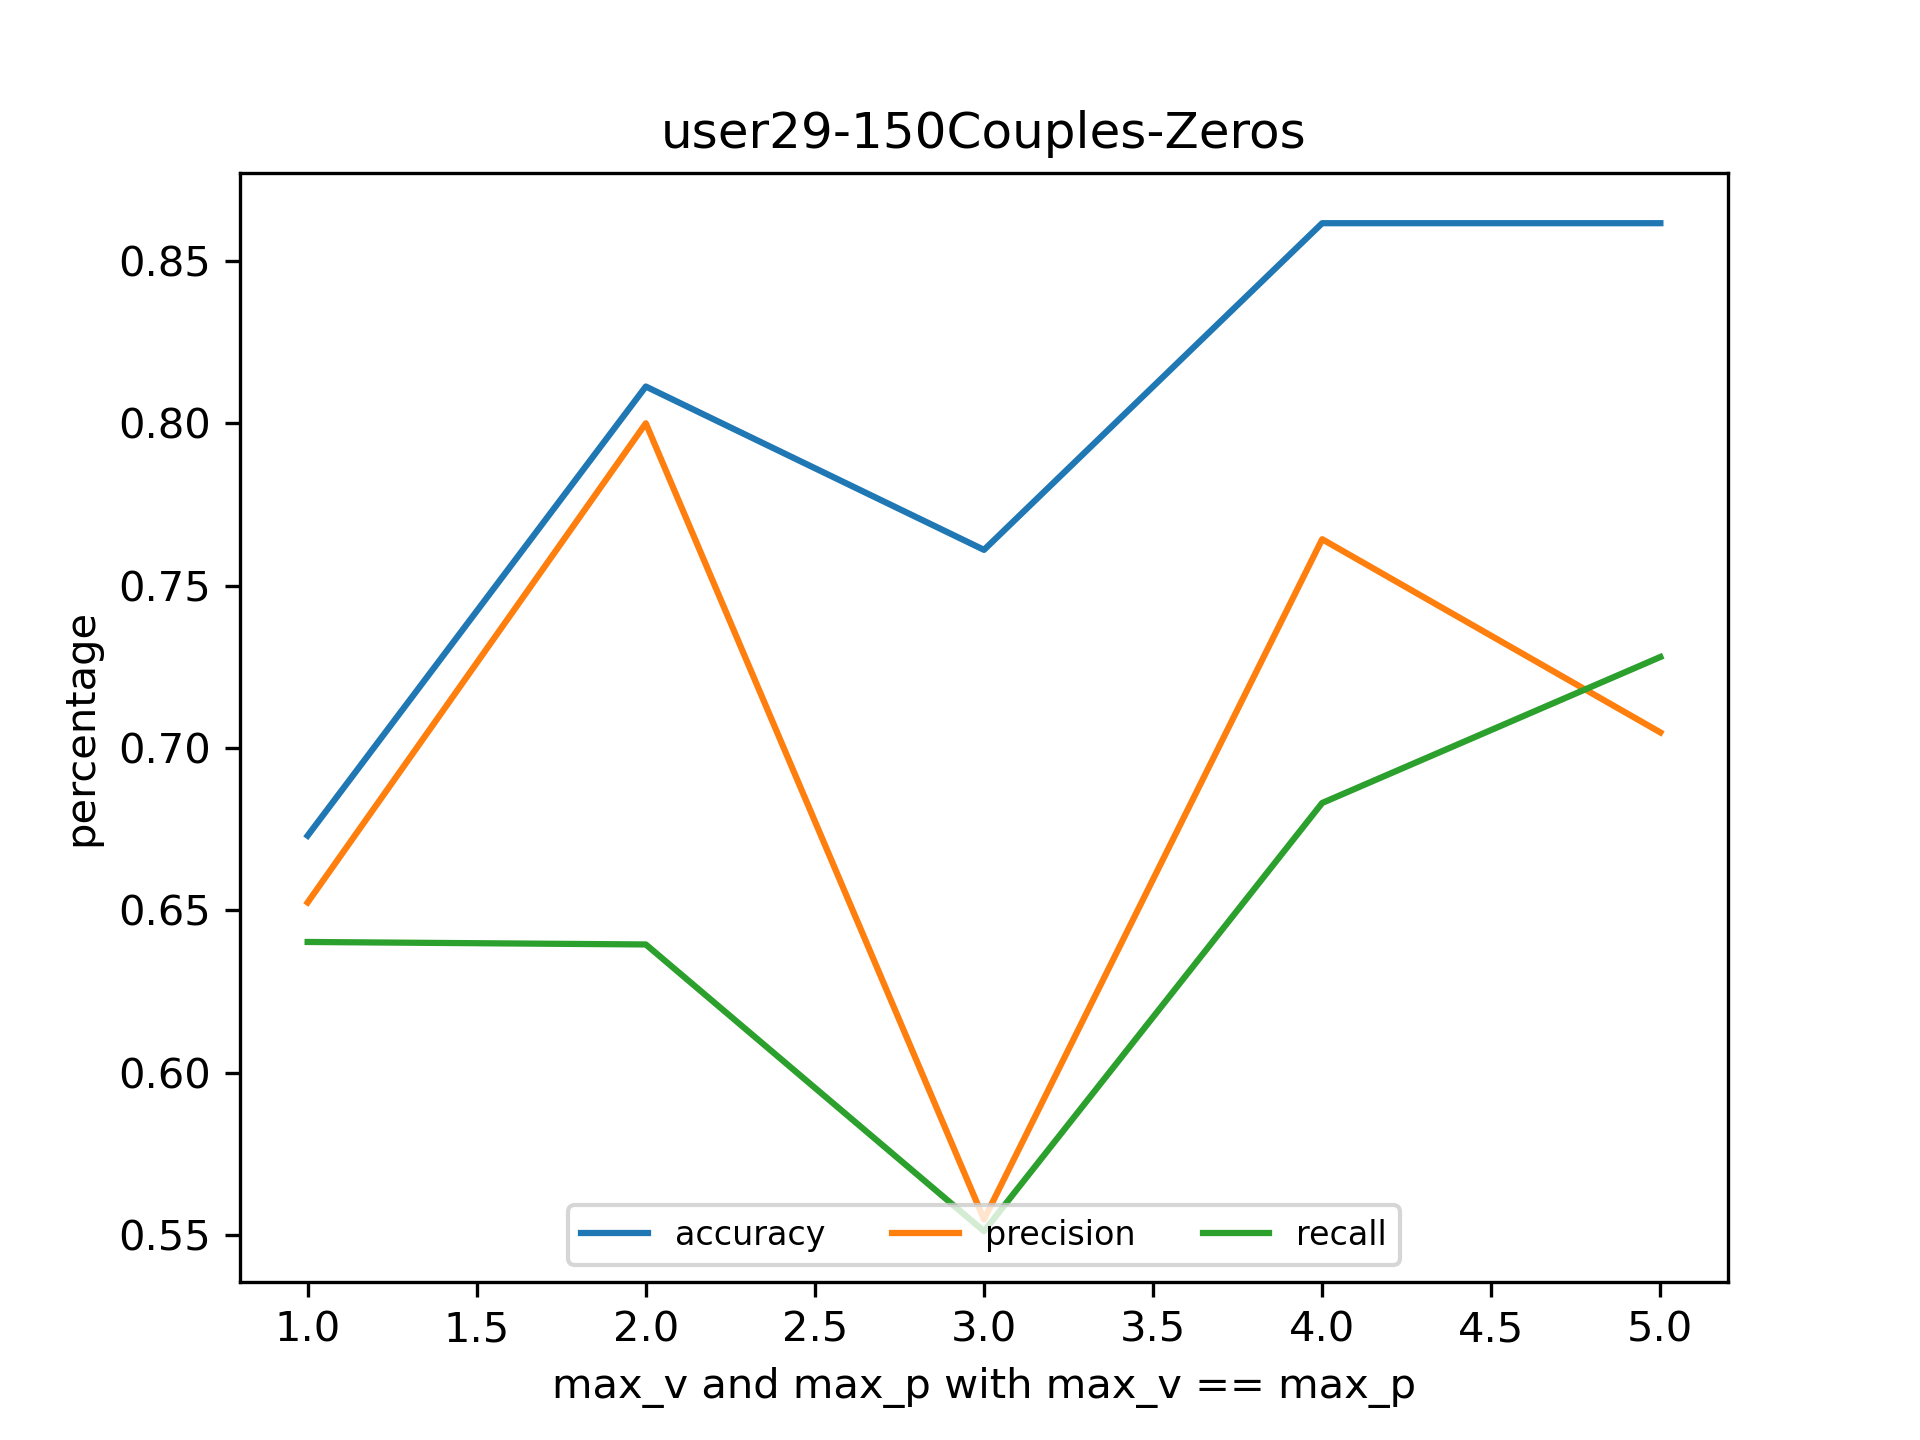 user29-150Couples-Zeros
percentage
0.85
0.80
0.75
0.70
0.65
0.60
0.55
accuracy precision recall
1.0 1.5 2.0 2.5 3.0 3.5 4.0 4.5 5.0
max_v and max_p with max_v == max_p